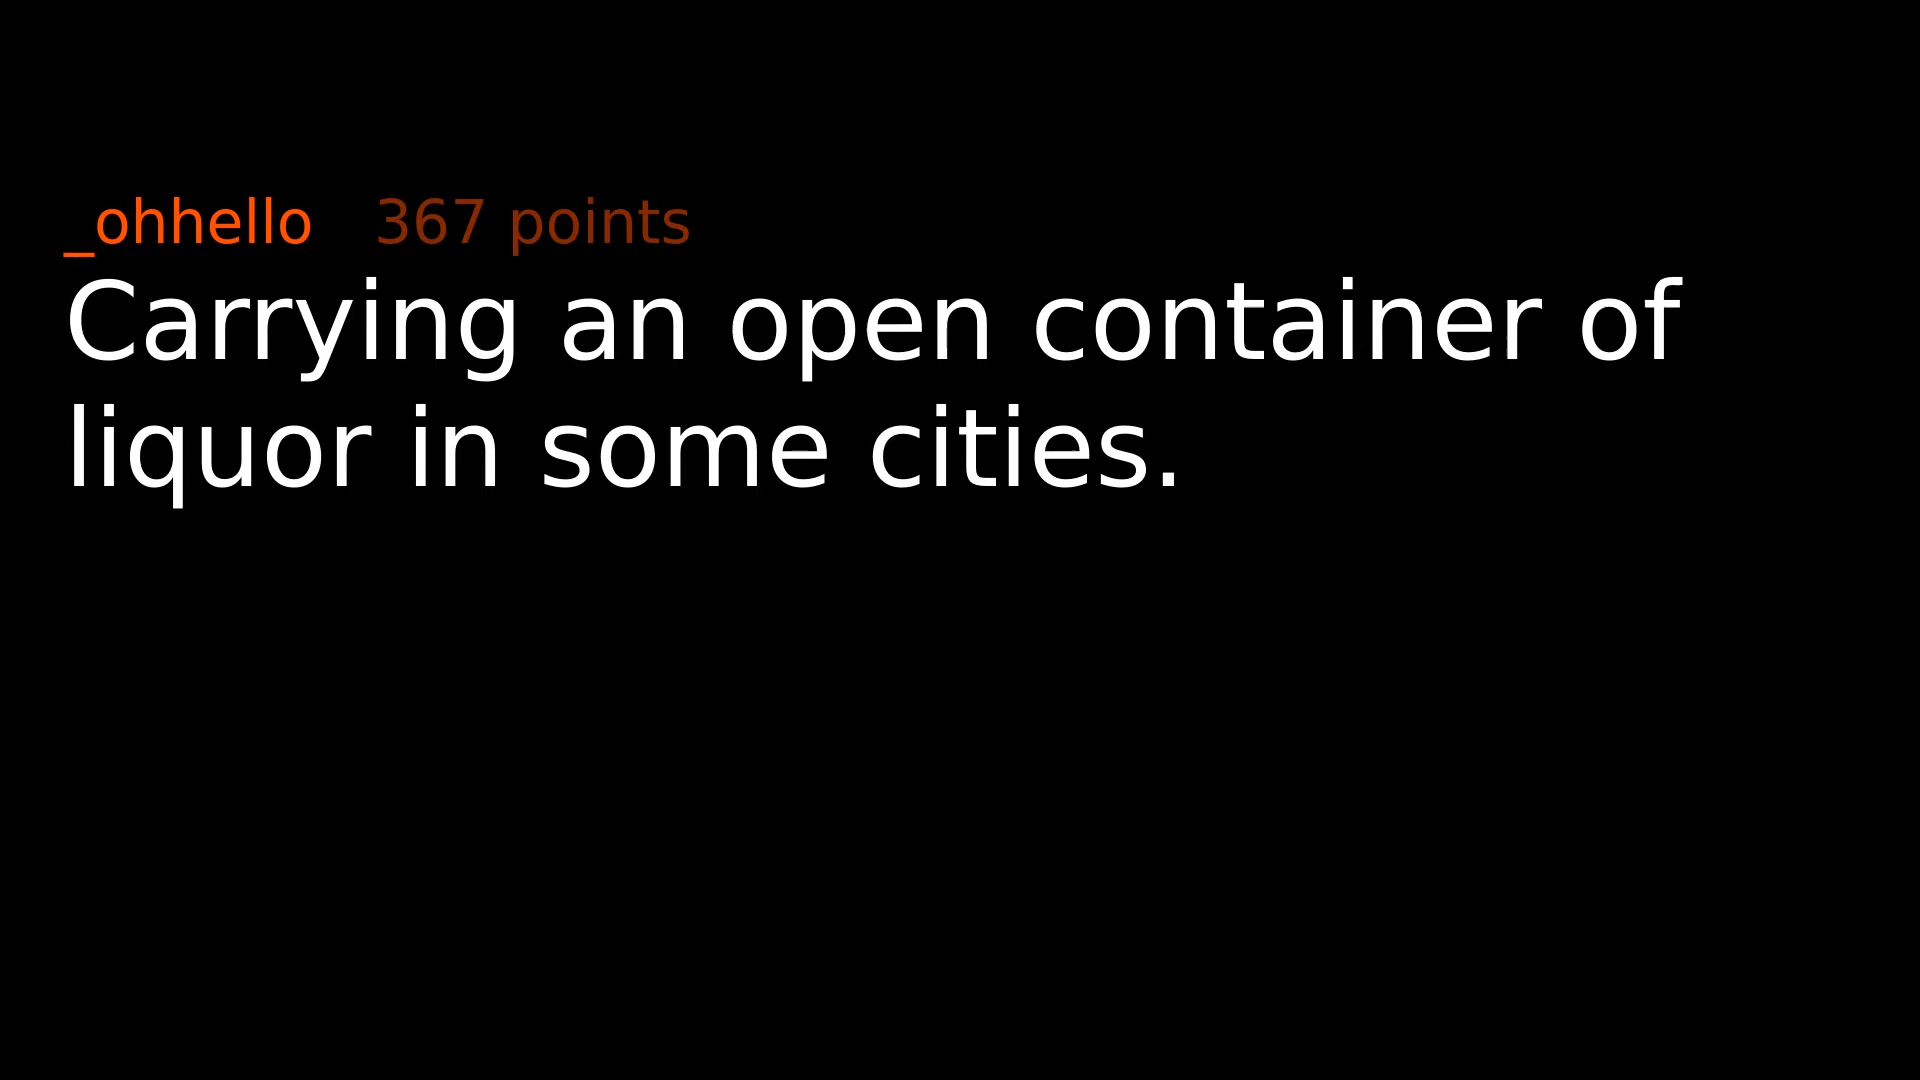 _ohhello 367 points
Carrying an open container of
liquor in some cities.